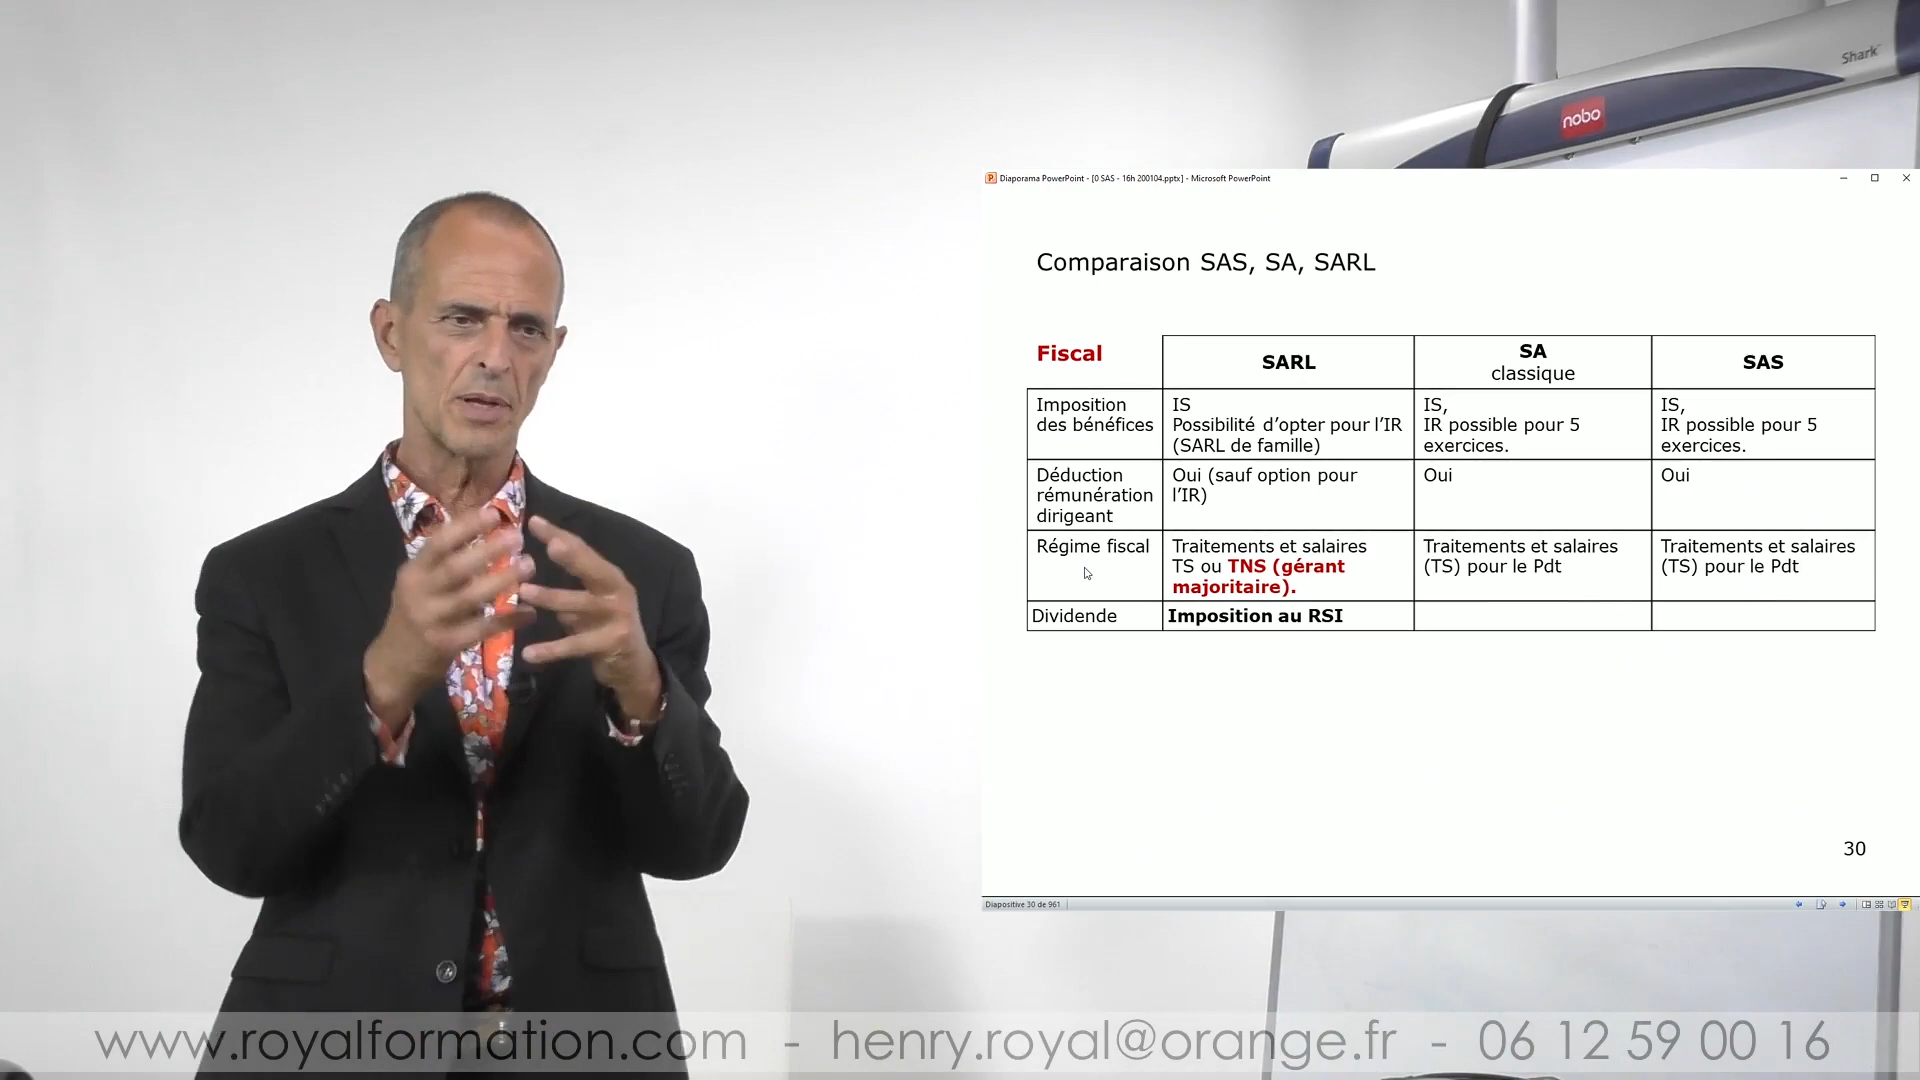 Shark
nobo
Diaporama PowerPoint - [0 SAS - 16h 200104.pptx] - Microsoft PowerPoint
Comparaison SAS, SA, SARL
Fiscal
SARL
SA
classique
SAS
Imposition
des bénéfices
IS
Possibilité d’opter pour l’IR
(SARL de famille)
IS,
IR possible pour 5
exercices.
IS,
IR possible pour 5
exercices.
Déduction
rémunération
dirigeant
Oui (sauf option pour
l’IR)
Oui
Oui
Régime fiscal
Traitements et salaires
TS ou TNS (gérant
majoritaire).
Traitements et salaires
(TS) pour le Pdt
Traitements et salaires
(TS) pour le Pdt
Dividende
Imposition au RSI
30
Diapositive 30 de 961
www.royalformation.com - henry.royal@orange.fr - 06 12 59 00 16